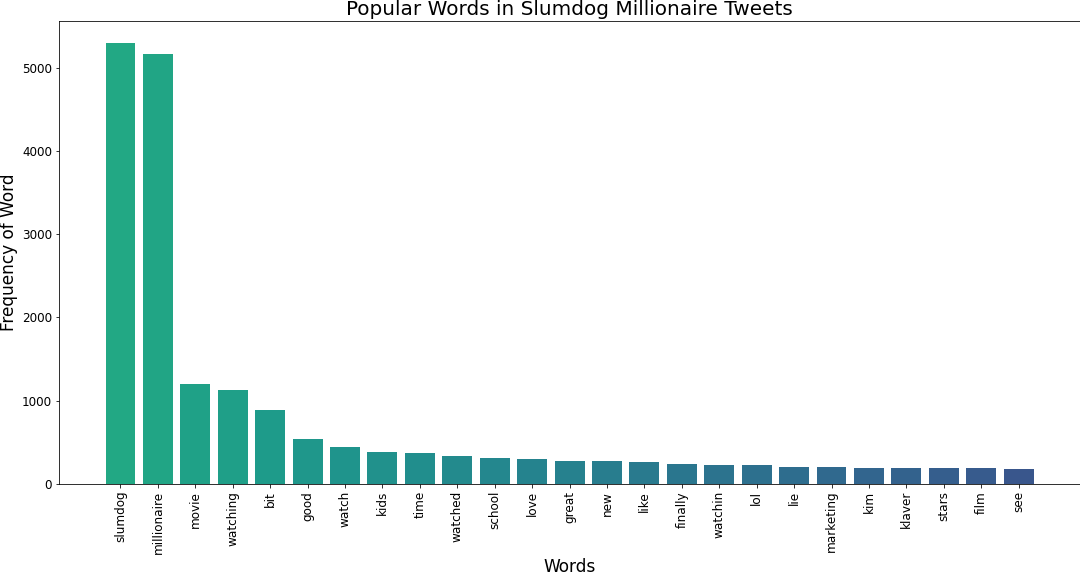 Popular Words in Slumdog Millionaire Tweets
Frequency of Word
5000
4000
3000
2000
1000
0
slumdog
millionaire
movie
watching
bit
good
watch
kids
time
watched
school
love
great
new
like
finally
watchin
lol
lie
marketing
kim
klaver
stars
film
see
Words